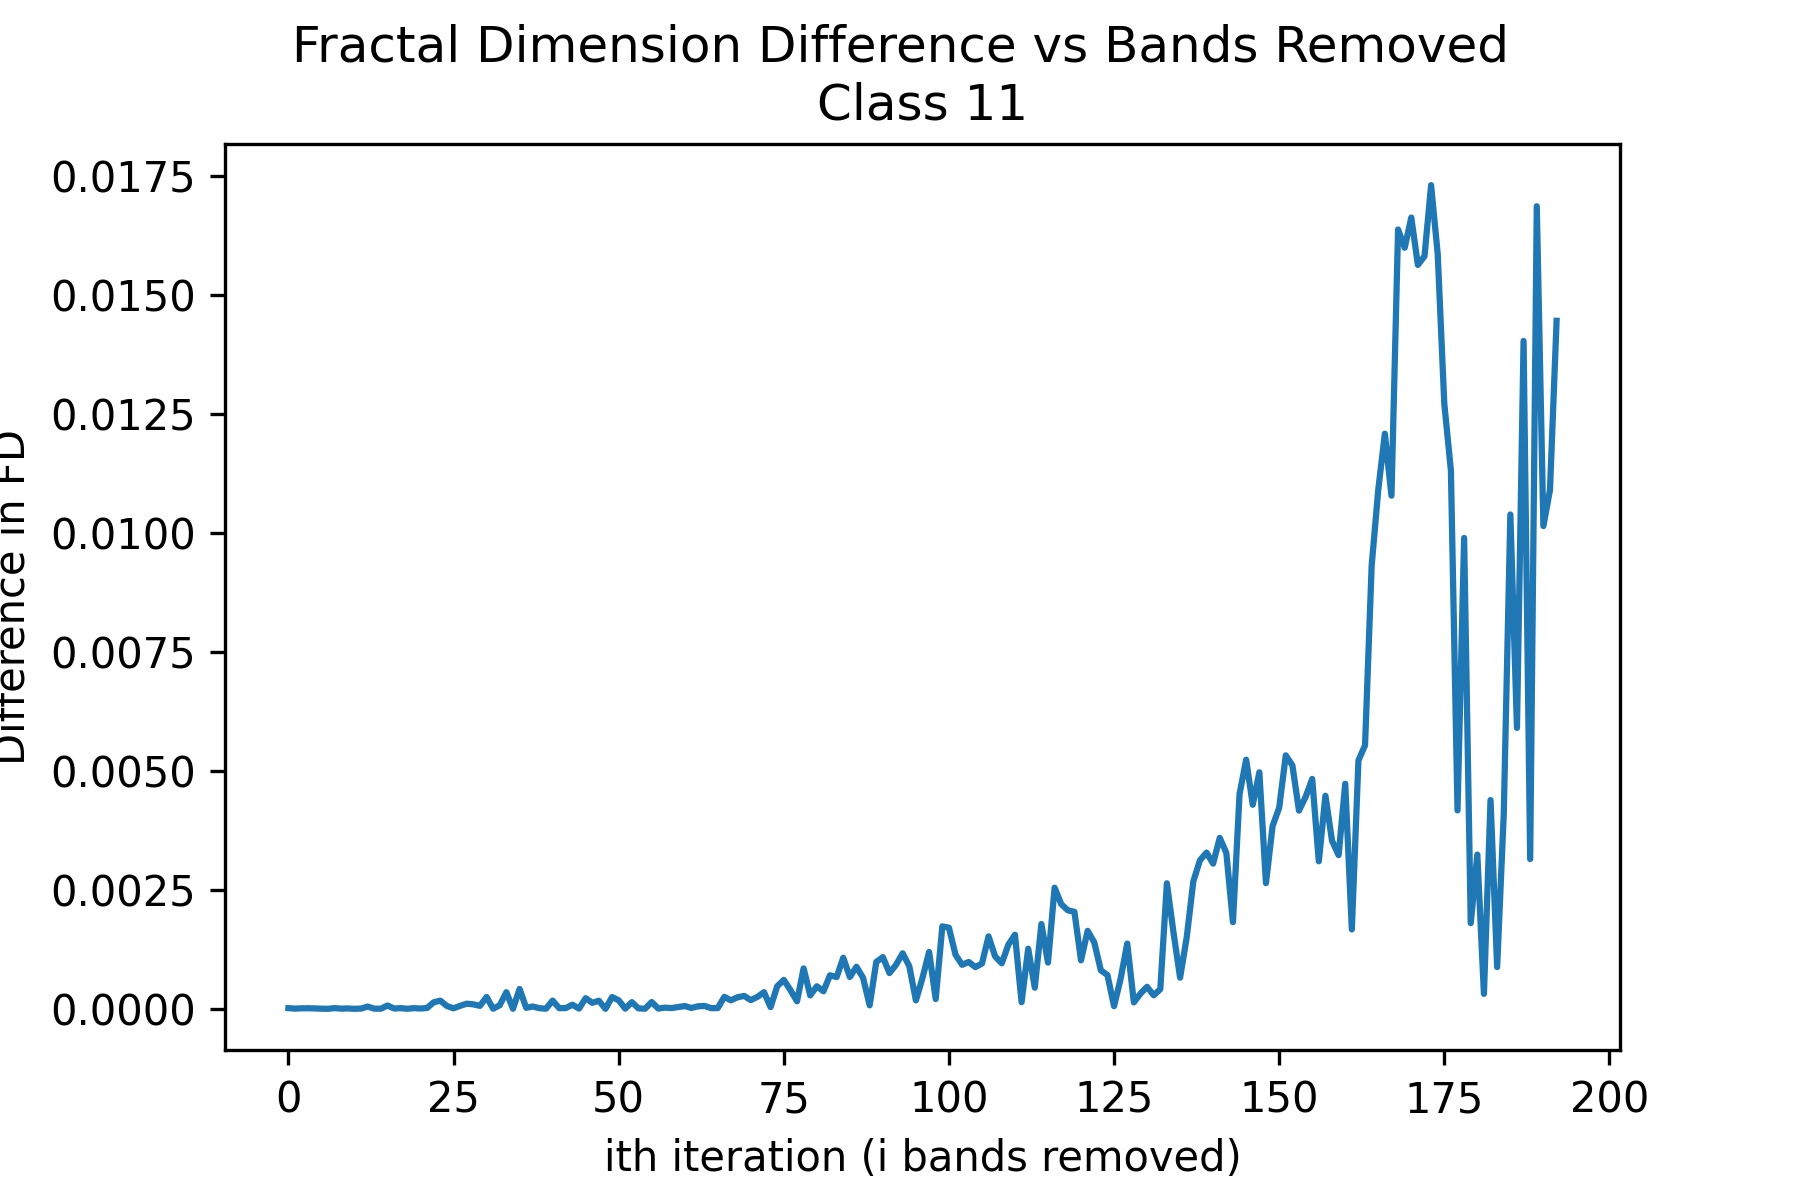 Fractal Dimension Difference vs Bands Removed
Class 11
Difference in FD
0.0175
0.0150
0.0125
0.0100
0.0075
0.0050
0.0025
0.0000
0 25 50 75 100 125 150 175 200
ith iteration (i bands removed)